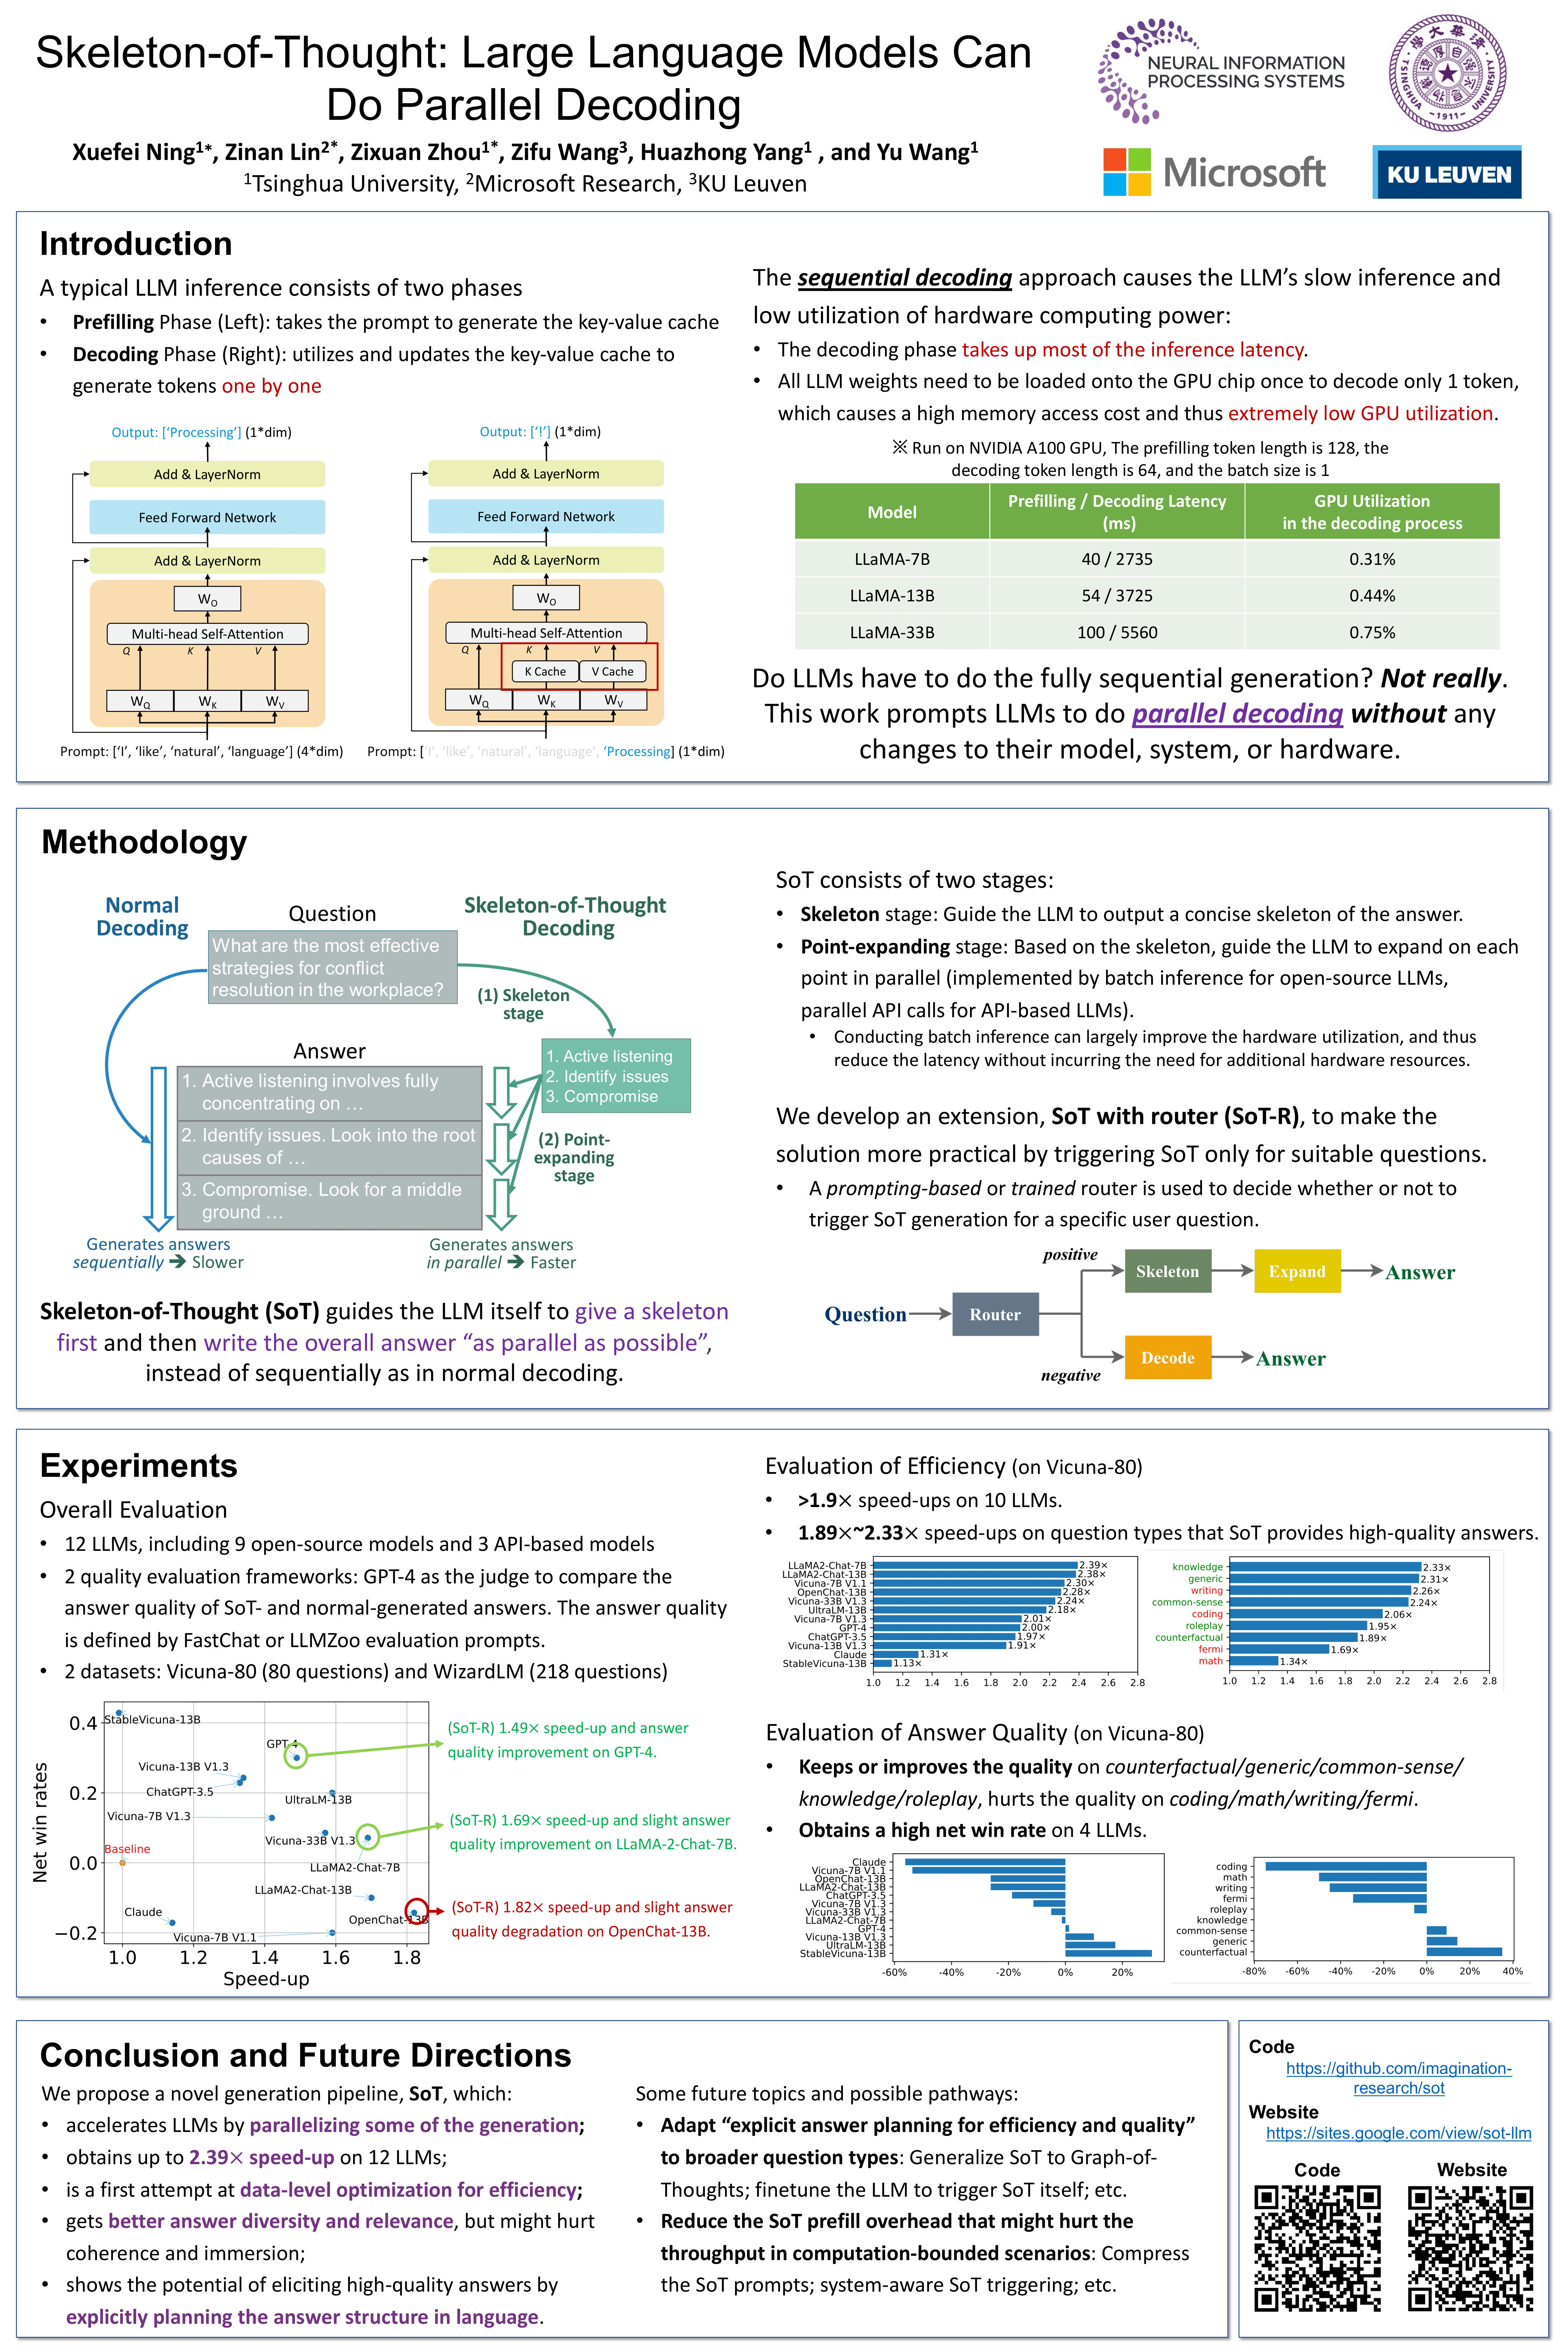 Skeleton-of-Thought: Large Language Models Can
Do Parallel Decoding
Xuefei Ning1*, Zinan Lin2*, Zixuan Zhou1*, Zifu Wang3, Huazhong Yang1 , and Yu Wang1
1Tsinghua University, 2Microsoft Research, 3KU Leuven
NEURAL INFORMATION
PROCESSING SYSTEMS
TSINGHUA UNIVERSITY
1911
Microsoft
KU LEUVEN
Introduction
A typical LLM inference consists of two phases
• Prefilling Phase (Left): takes the prompt to generate the key-value cache
• Decoding Phase (Right): utilizes and updates the key-value cache to
generate tokens one by one
Output: [‘Processing’] (1*dim)
Add & LayerNorm
Feed Forward Network
Add & LayerNorm
WO
Multi-head Self-Attention
Q K V
WQ WK WV
Prompt: [‘I’, ‘like’, ‘natural’, ‘language’] (4*dim)
Output: [‘!’] (1*dim)
Add & LayerNorm
Feed Forward Network
Add & LayerNorm
WO
Multi-head Self-Attention
Q K V
K Cache V Cache
WQ WK WV
Prompt: [‘I’, ‘like’, ‘natural’, ‘language’, ‘Processing] (1*dim)
The sequential decoding approach causes the LLM’s slow inference and
low utilization of hardware computing power:
• The decoding phase takes up most of the inference latency.
• All LLM weights need to be loaded onto the GPU chip once to decode only 1 token,
which causes a high memory access cost and thus extremely low GPU utilization.
※ Run on NVIDIA A100 GPU, The prefilling token length is 128, the
decoding token length is 64, and the batch size is 1
Model Prefilling / Decoding Latency (ms) GPU Utilization in the decoding process
LLaMA-7B 40 / 2735 0.31%
LLaMA-13B 54 / 3725 0.44%
LLaMA-33B 100 / 5560 0.75%
Do LLMs have to do the fully sequential generation? Not really.
This work prompts LLMs to do parallel decoding without any
changes to their model, system, or hardware.
Methodology
Normal
Decoding
Question
Skeleton-of-Thought
Decoding
What are the most effective
strategies for conflict
resolution in the workplace?
(1) Skeleton
stage
Answer
1. Active listening
2. Identify issues
3. Compromise
1. Active listening involves fully
concentrating on …
2. Identify issues. Look into the root
causes of …
3. Compromise. Look for a middle
ground …
(2) Point-
expanding
stage
Generates answers
sequentially ➔ Slower
Generates answers
in parallel ➔ Faster
Skeleton-of-Thought (SoT) guides the LLM itself to give a skeleton
first and then write the overall answer “as parallel as possible”,
instead of sequentially as in normal decoding.
SoT consists of two stages:
• Skeleton stage: Guide the LLM to output a concise skeleton of the answer.
• Point-expanding stage: Based on the skeleton, guide the LLM to expand on each
point in parallel (implemented by batch inference for open-source LLMs,
parallel API calls for API-based LLMs).
• Conducting batch inference can largely improve the hardware utilization, and thus
reduce the latency without incurring the need for additional hardware resources.
We develop an extension, SoT with router (SoT-R), to make the
solution more practical by triggering SoT only for suitable questions.
• A prompting-based or trained router is used to decide whether or not to
trigger SoT generation for a specific user question.
positive
Skeleton Expand Answer
Question Router
Decode Answer
negative
Experiments
Overall Evaluation
• 12 LLMs, including 9 open-source models and 3 API-based models
• 2 quality evaluation frameworks: GPT-4 as the judge to compare the
answer quality of SoT- and normal-generated answers. The answer quality
is defined by FastChat or LLMZoo evaluation prompts.
• 2 datasets: Vicuna-80 (80 questions) and WizardLM (218 questions)
Net win rates
0.4
0.2
0.0
−0.2
StableVicuna-13B
GPT-4
Vicuna-13B V1.3
ChatGPT-3.5
UltraLM-13B
Vicuna-7B V1.3
Vicuna-33B V1.3
Baseline
LLaMA2-Chat-7B
LLaMA2-Chat-13B
Claude
OpenChat-13B
Vicuna-7B V1.1
1.0 1.2 1.4 1.6 1.8
Speed-up
(SoT-R) 1.49× speed-up and answer
quality improvement on GPT-4.
(SoT-R) 1.69× speed-up and slight answer
quality improvement on LLaMA-2-Chat-7B.
(SoT-R) 1.82× speed-up and slight answer
quality degradation on OpenChat-13B.
Evaluation of Efficiency (on Vicuna-80)
• >1.9× speed-ups on 10 LLMs.
• 1.89×~2.33× speed-ups on question types that SoT provides high-quality answers.
LLaMA2-Chat-7B 2.39×
LLaMA2-Chat-13B 2.38×
Vicuna-7B V1.1 2.30×
OpenChat-13B 2.28×
Vicuna-33B V1.3 2.24×
UltraLM-13B 2.18×
Vicuna-7B V1.3 2.01×
GPT-4 2.00×
ChatGPT-3.5 1.97×
Vicuna-13B V1.3 1.91×
Claude 1.31×
StableVicuna-13B 1.13×
1.0 1.2 1.4 1.6 1.8 2.0 2.2 2.4 2.6 2.8
knowledge 2.33×
generic 2.31×
writing 2.26×
common-sense 2.24×
coding 2.06×
roleplay 1.95×
counterfactual 1.89×
fermi 1.69×
math 1.34×
1.0 1.2 1.4 1.6 1.8 2.0 2.2 2.4 2.6 2.8
Evaluation of Answer Quality (on Vicuna-80)
• Keeps or improves the quality on counterfactual/generic/common-sense/
knowledge/roleplay, hurts the quality on coding/math/writing/fermi.
• Obtains a high net win rate on 4 LLMs.
Claude
Vicuna-7B V1.1
OpenChat-13B
LLaMA2-Chat-13B
ChatGPT-3.5
Vicuna-7B V1.3
Vicuna-33B V1.3
LLaMA2-Chat-7B
GPT-4
Vicuna-13B V1.3
UltraLM-13B
StableVicuna-13B
-60% -40% -20% 0% 20%
coding
math
writing
fermi
roleplay
knowledge
common-sense
generic
counterfactual
-80% -60% -40% -20% 0% 20% 40%
Conclusion and Future Directions
We propose a novel generation pipeline, SoT, which:
• accelerates LLMs by parallelizing some of the generation;
• obtains up to 2.39× speed-up on 12 LLMs;
• is a first attempt at data-level optimization for efficiency;
• gets better answer diversity and relevance, but might hurt
coherence and immersion;
• shows the potential of eliciting high-quality answers by
explicitly planning the answer structure in language.
Some future topics and possible pathways:
• Adapt “explicit answer planning for efficiency and quality”
to broader question types: Generalize SoT to Graph-of-
Thoughts; finetune the LLM to trigger SoT itself; etc.
• Reduce the SoT prefill overhead that might hurt the
throughput in computation-bounded scenarios: Compress
the SoT prompts; system-aware SoT triggering; etc.
Code
https://github.com/imagination-
research/sot
Website
https://sites.google.com/view/sot-llm
Code Website